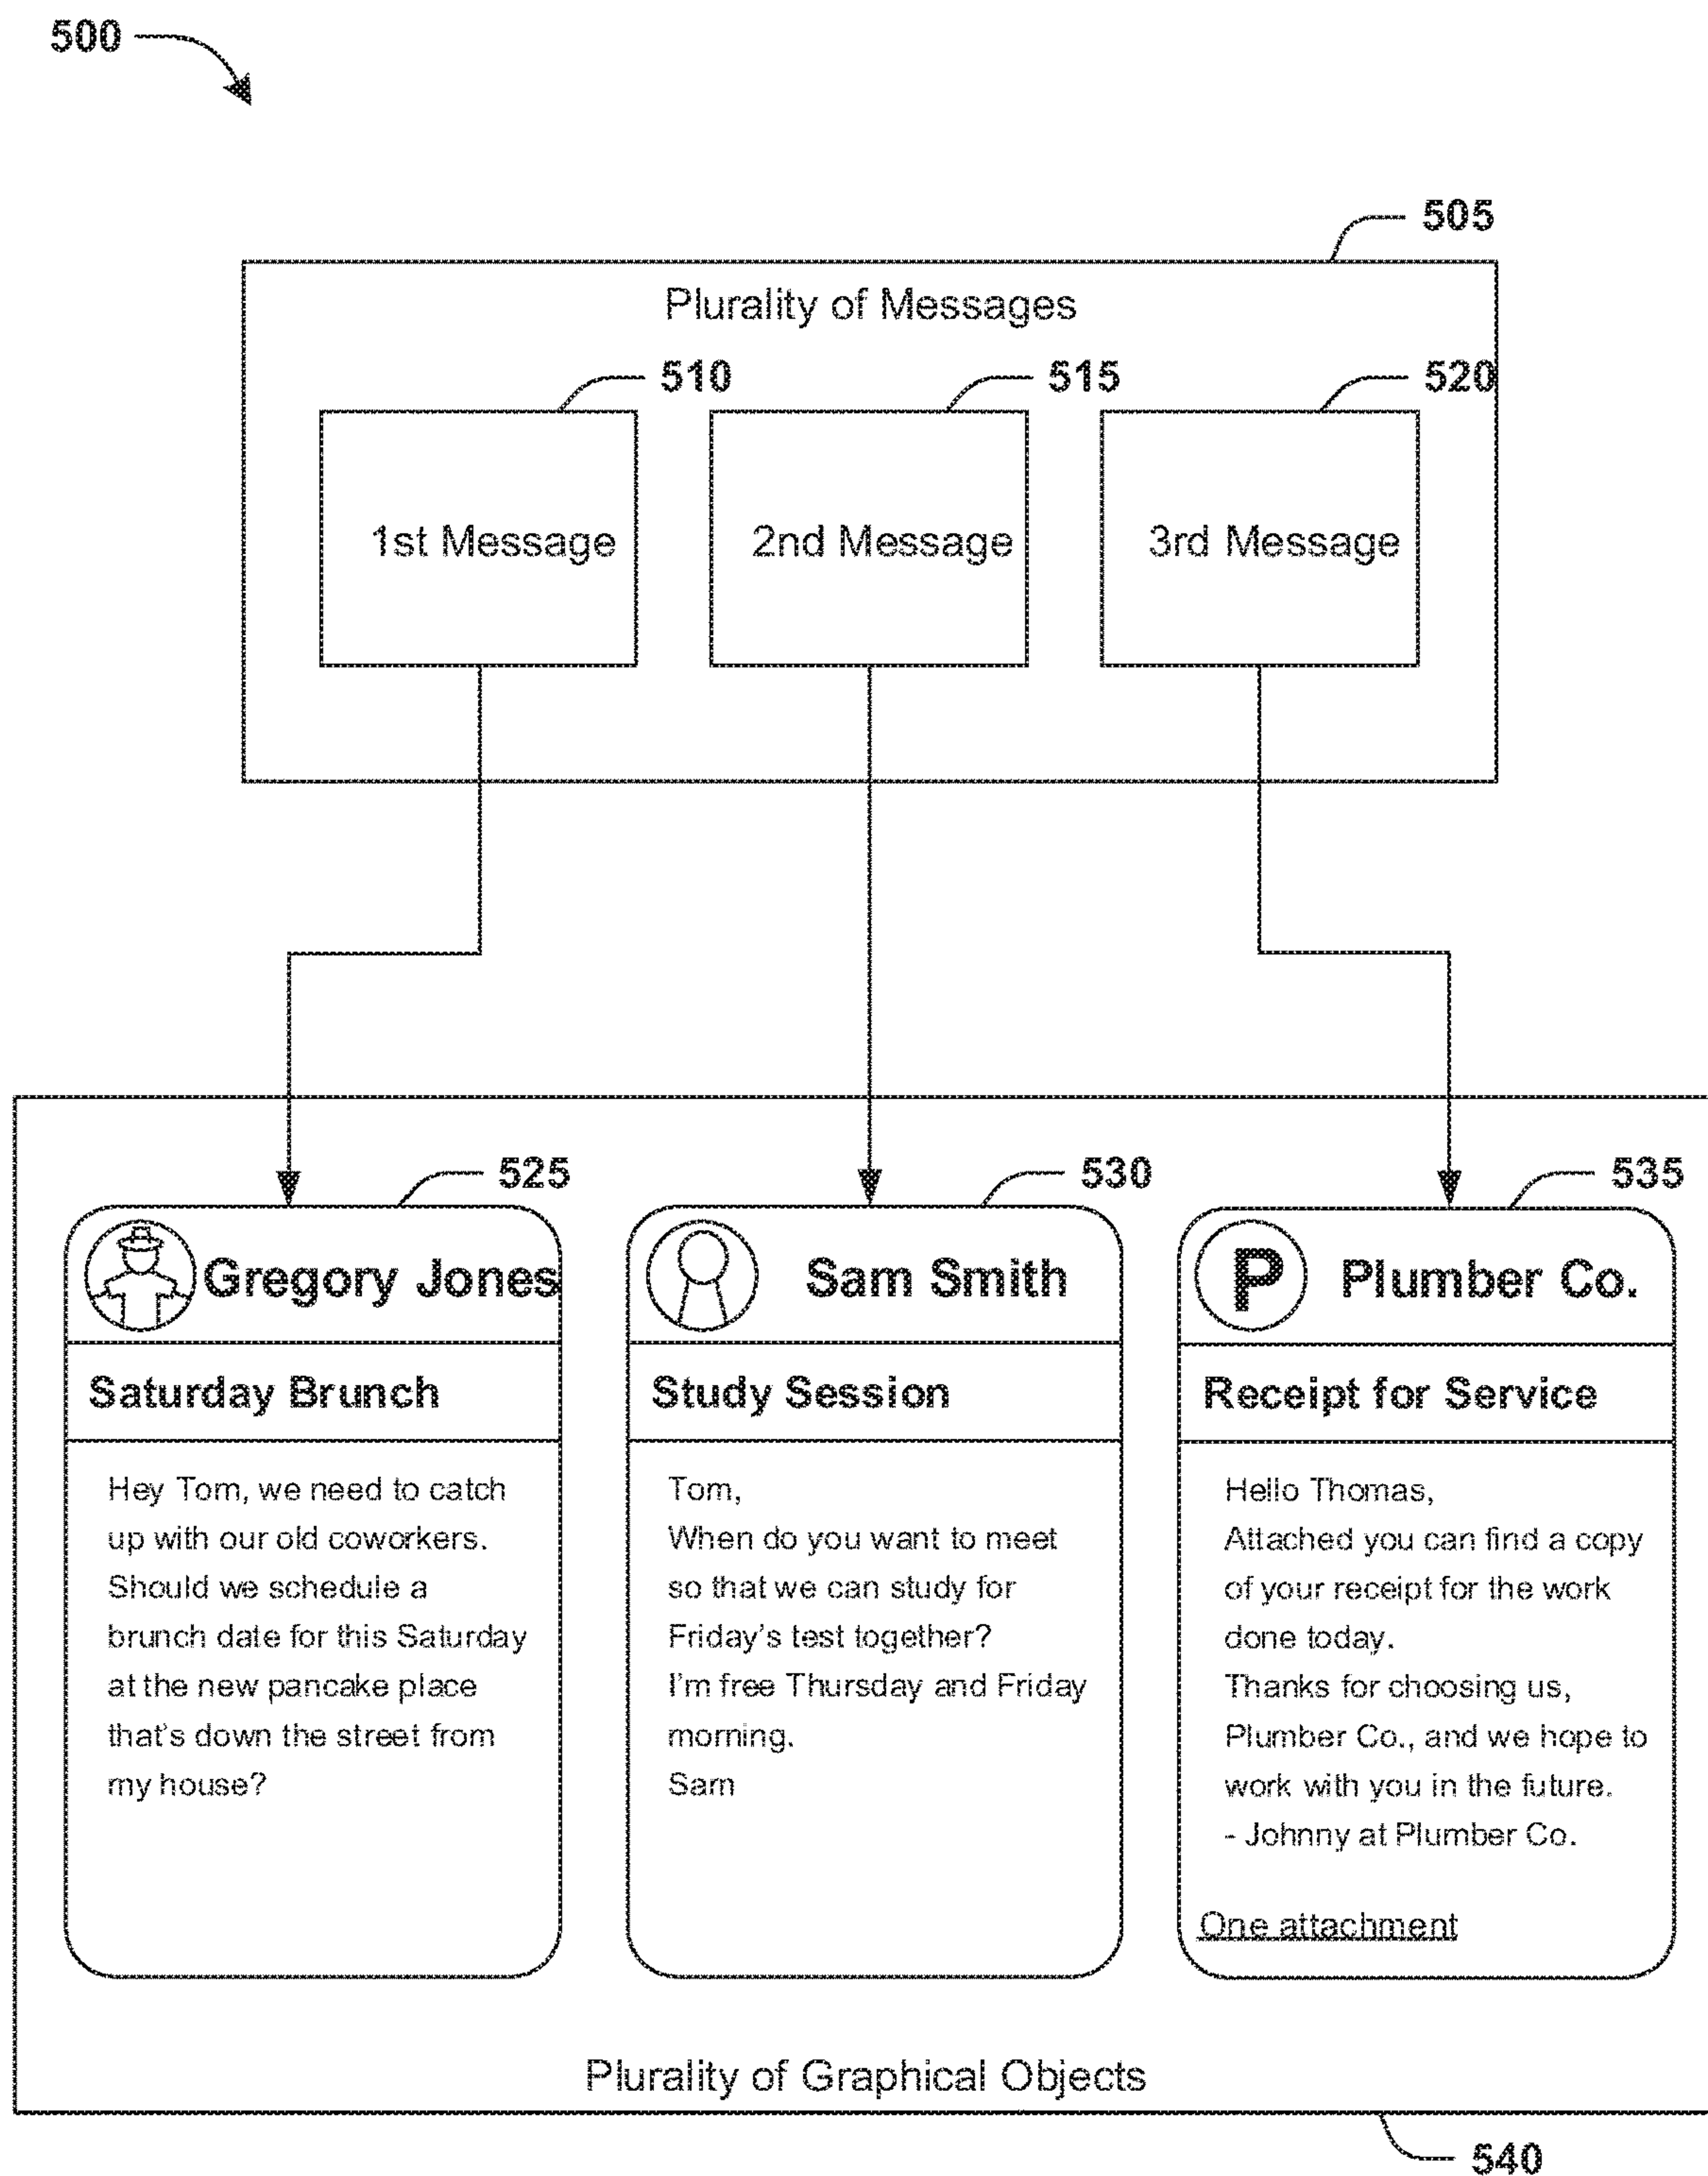 500
505
Plurality of Messages
510 515 520
1st Message 2nd Message 3rd Message
525 530 535
Gregory Jones
Saturday Brunch
Hey Tom, we need to catch
up with our old coworkers.
Should we schedule a
brunch date for this Saturday
at the new pancake place
that's down the street from
my house?
Sam Smith
Study Session
Tom,
When do you want to meet
so that we can study for
Friday's test together?
I'm free Thursday and Friday
morning.
Sam
P Plumber Co.
Receipt for Service
Hello Thomas,
Attached you can find a copy
of your receipt for the work
done today.
Thanks for choosing us,
Plumber Co., and we hope to
work with you in the future.
- Johnny at Plumber Co.
One attachment
Plurality of Graphical Objects
540